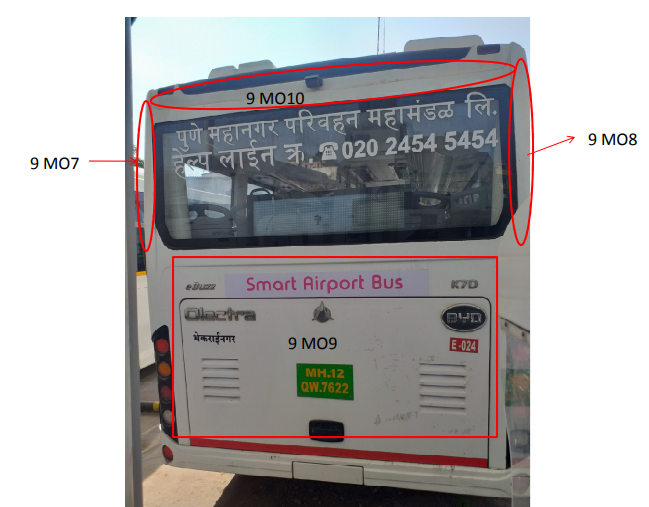 9 MO10
पुणे महानगर परिवहन महामंडळ लि.
हेल्प लाईन क्र. ☎020 2454 5454
9 MO7
9 MO8
eBuzz
Smart Airport Bus
K7D
Olectra
BYD
भेकराईनगर
9 MO9
E-024
MH.12
QW.7622